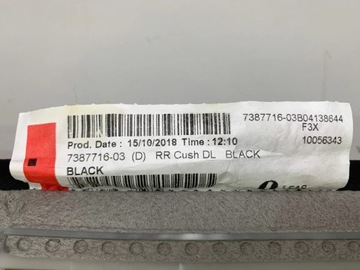 7387716-03B04138644
F3X
10056343
Prod. Date : 15/10/2018 Time : 12:10
7387716-03 (D) RR Cush DL BLACK
BLACK